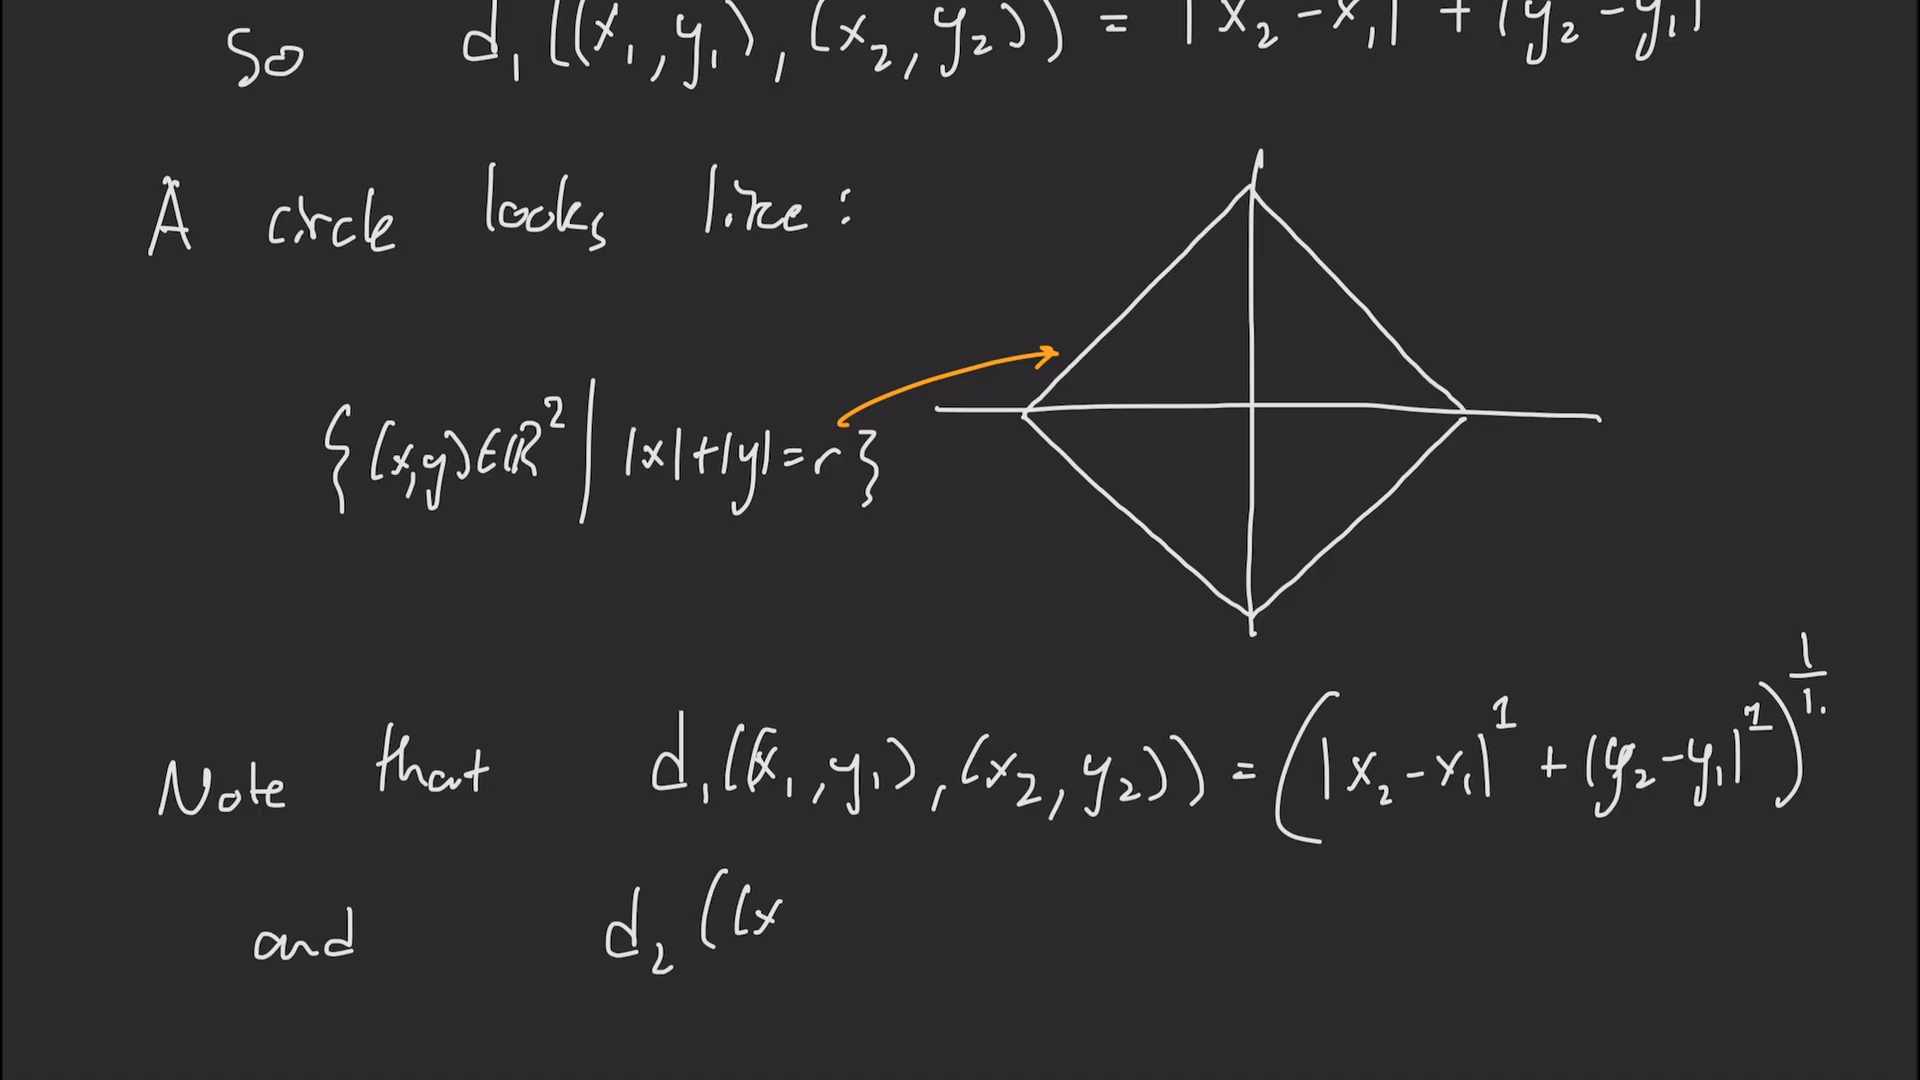 So d₁((x₁,y₁),(x₂,y₂)) = |x₂-x₁| + |y₂-y₁|
A circle looks like:
{(x,y)∈ℝ² | |x|+|y|=r}
Note that d₁((x₁,y₁),(x₂,y₂)) = (|x₂-x₁|¹ + |y₂-y₁|¹)^(1/1).
and d₂((x